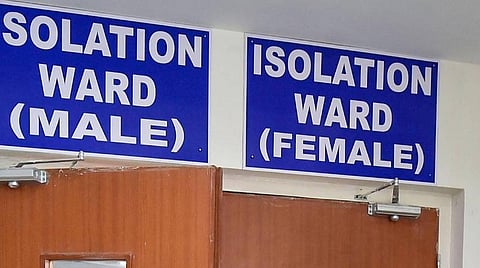 SOLATION
WARD
(MALE)
ISOLATION
WARD
(FEMALE)